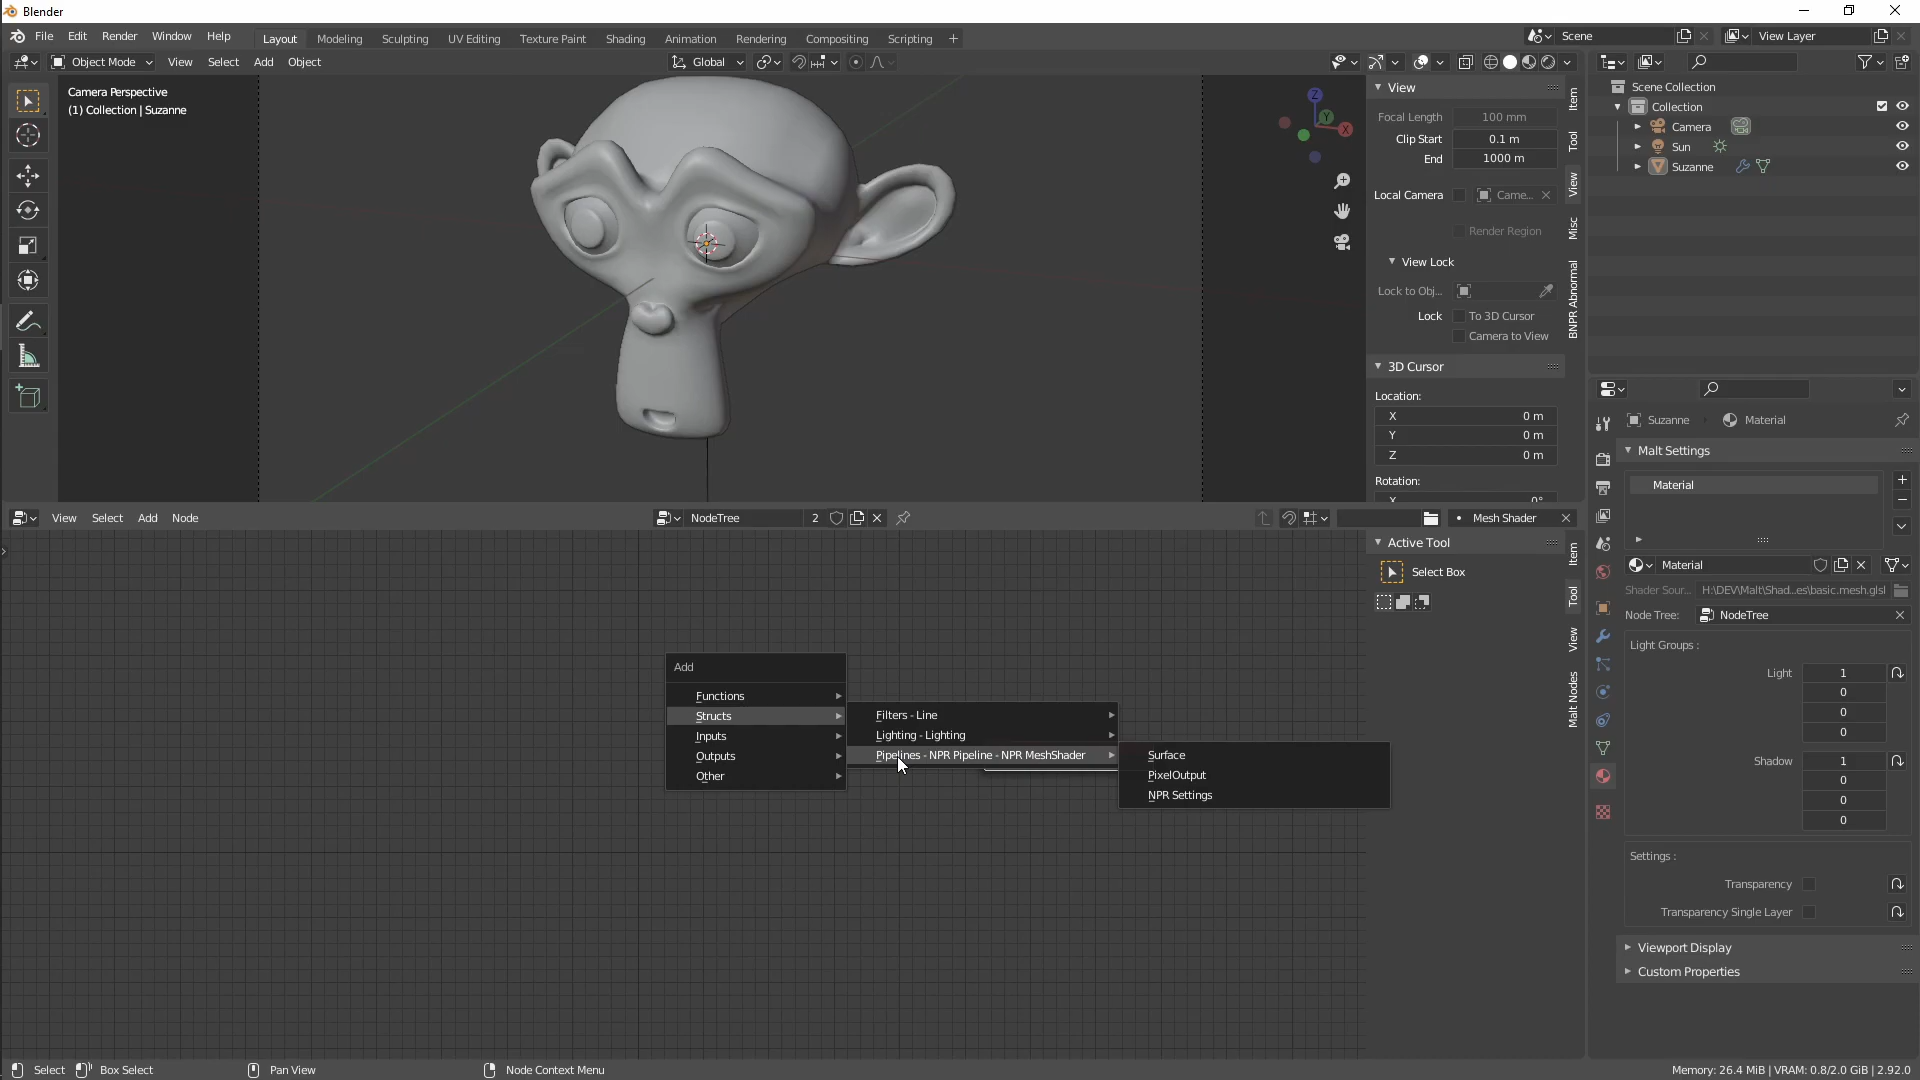 Blender
File Edit Render Window Help
Layout Modeling Sculpting UV Editing Texture Paint Shading Animation Rendering Compositing Scripting +
Scene
View Layer
Object Mode View Select Add Object
Global
Camera Perspective
(1) Collection | Suzanne
Z
Y
X
View
Focal Length 100 mm
Clip Start 0.1 m
End 1000 m
Local Camera Came...
Render Region
View Lock
Lock to Obj...
Lock To 3D Cursor
Camera to View
3D Cursor
Location:
X 0 m
Y 0 m
Z 0 m
Rotation:
X 0°
Item
Tool
View
Misc
BNPR Abnormal
Scene Collection
Collection
Camera
Sun
Suzanne
Suzanne Material
Malt Settings
Material
Material
Shader Sour... H:\DEV\Malt\Shad...es\basic.mesh.glsl
Node Tree: NodeTree
Light Groups :
Light 1
0
0
0
Shadow 1
0
0
0
Settings :
Transparency
Transparency Single Layer
Viewport Display
Custom Properties
View Select Add Node
NodeTree 2
Mesh Shader
Active Tool
Select Box
Item
Tool
View
Malt Nodes
Add
Functions
Structs
Inputs
Outputs
Other
Filters - Line
Lighting - Lighting
Pipelines - NPR Pipeline - NPR MeshShader
Surface
PixelOutput
NPR Settings
Select Box Select Pan View Node Context Menu
Memory: 26.4 MiB | VRAM: 0.8/2.0 GiB | 2.92.0